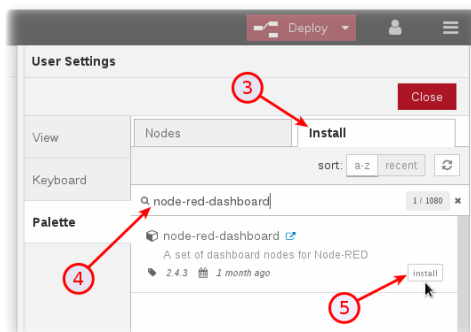 Deploy
User Settings
3
Close
View
Nodes
Install
sort: a-z recent
Keyboard
node-red-dashboard
1 / 1080
Palette
node-red-dashboard
A set of dashboard nodes for Node-RED
4
2.4.3 1 month ago
install
5